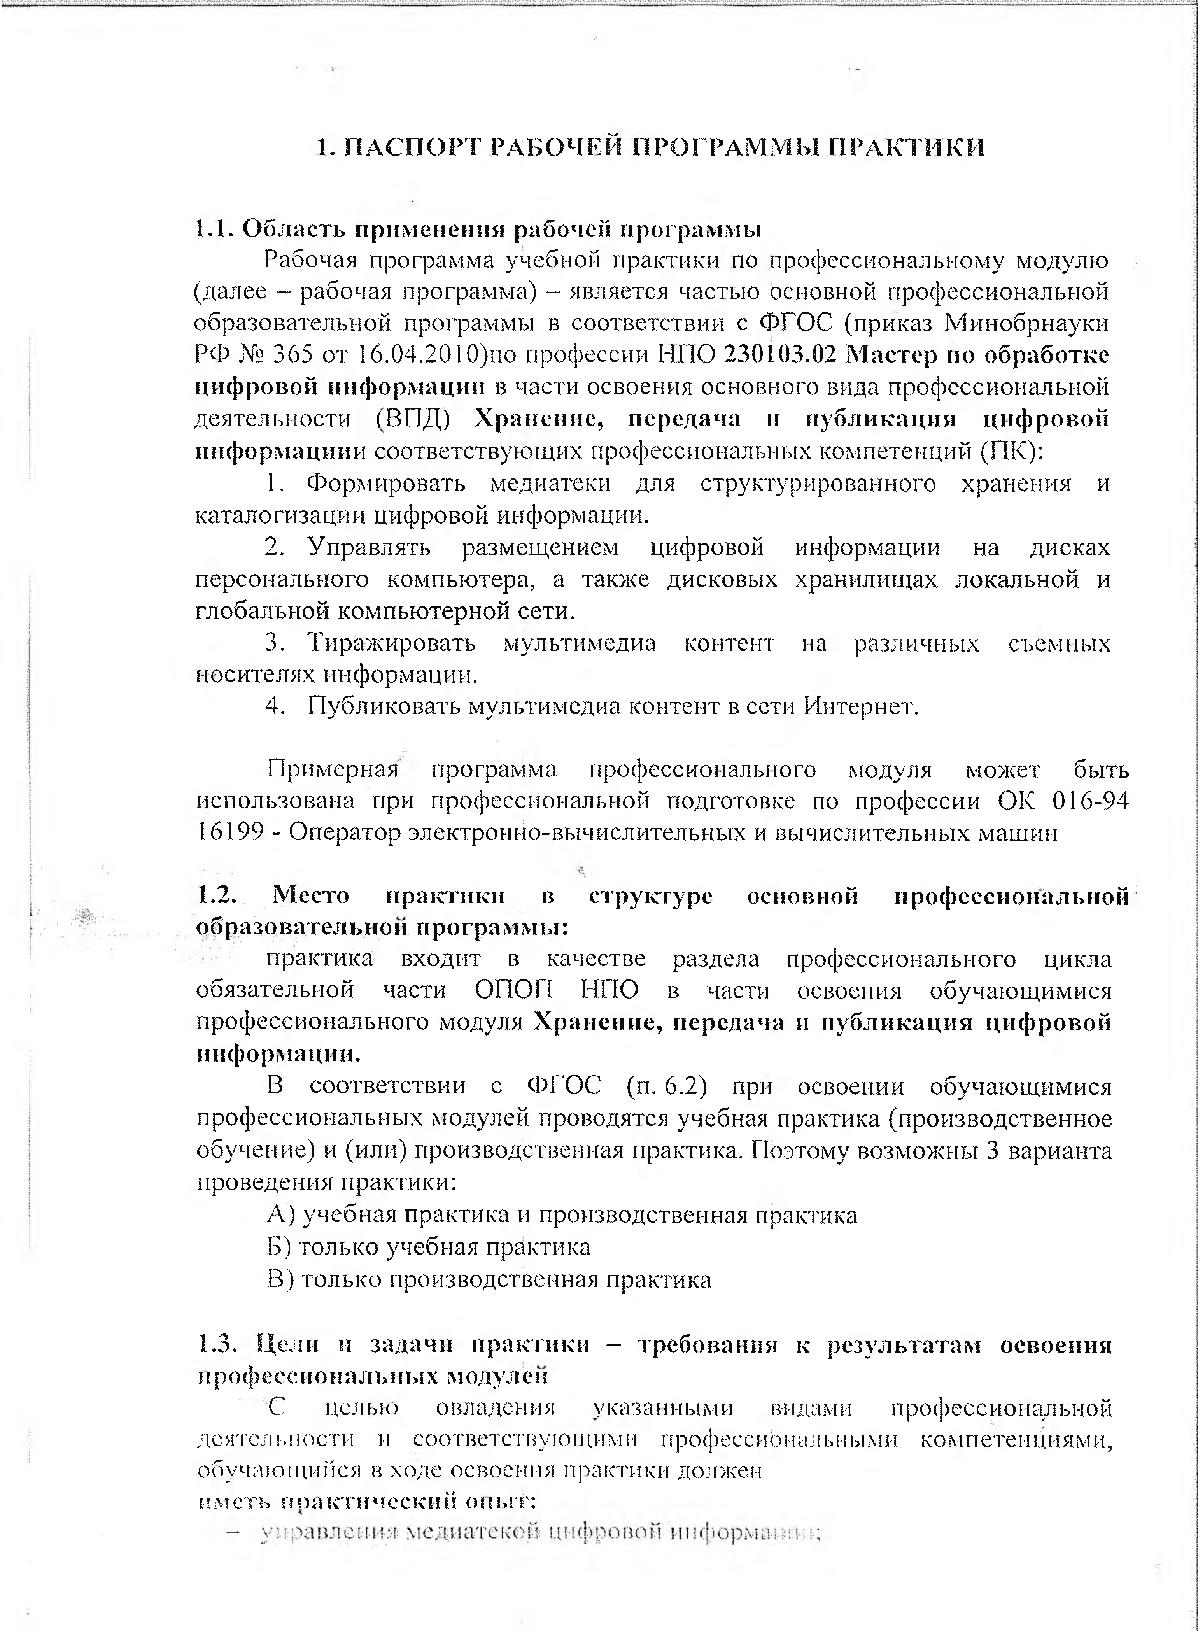 1. ПАСПОРТ РАБОЧЕЙ ПРОГРАММЫ ПРАКТИКИ
1.1. Область применения рабочей программы
Рабочая программа учебной практики по профессиональному модулю
(далее – рабочая программа) – является частью основной профессиональной
образовательной программы в соответствии с ФГОС (приказ Минобрнауки
РФ № 365 от 16.04.2010)по профессии НПО 230103.02 Мастер по обработке
цифровой информации в части освоения основного вида профессиональной
деятельности (ВПД) Хранение, передача и публикация цифровой
информациии соответствующих профессиональных компетенций (ПК):
1. Формировать медиатеки для структурированного хранения и
каталогизации цифровой информации.
2. Управлять размещением цифровой информации на дисках
персонального компьютера, а также дисковых хранилищах локальной и
глобальной компьютерной сети.
3. Тиражировать мультимедиа контент на различных съемных
носителях информации.
4. Публиковать мультимедиа контент в сети Интернет.
Примерная программа профессионального модуля может быть
использована при профессиональной подготовке по профессии ОК 016-94
16199 - Оператор электронно-вычислительных и вычислительных машин
1.2. Место практики в структуре основной профессиональной
образовательной программы:
практика входит в качестве раздела профессионального цикла
обязательной части ОПОП НПО в части освоения обучающимися
профессионального модуля Хранение, передача и публикация цифровой
информации.
В соответствии с ФГОС (п. 6.2) при освоении обучающимися
профессиональных модулей проводятся учебная практика (производственное
обучение) и (или) производственная практика. Поэтому возможны 3 варианта
проведения практики:
А) учебная практика и производственная практика
Б) только учебная практика
В) только производственная практика
1.3. Цели и задачи практики – требования к результатам освоения
профессиональных модулей
С целью овладения указанными видами профессиональной
деятельности и соответствующими профессиональными компетенциями,
обучающийся в ходе освоения практики должен
иметь практический опыт:
– управления медиатекой цифровой информации;